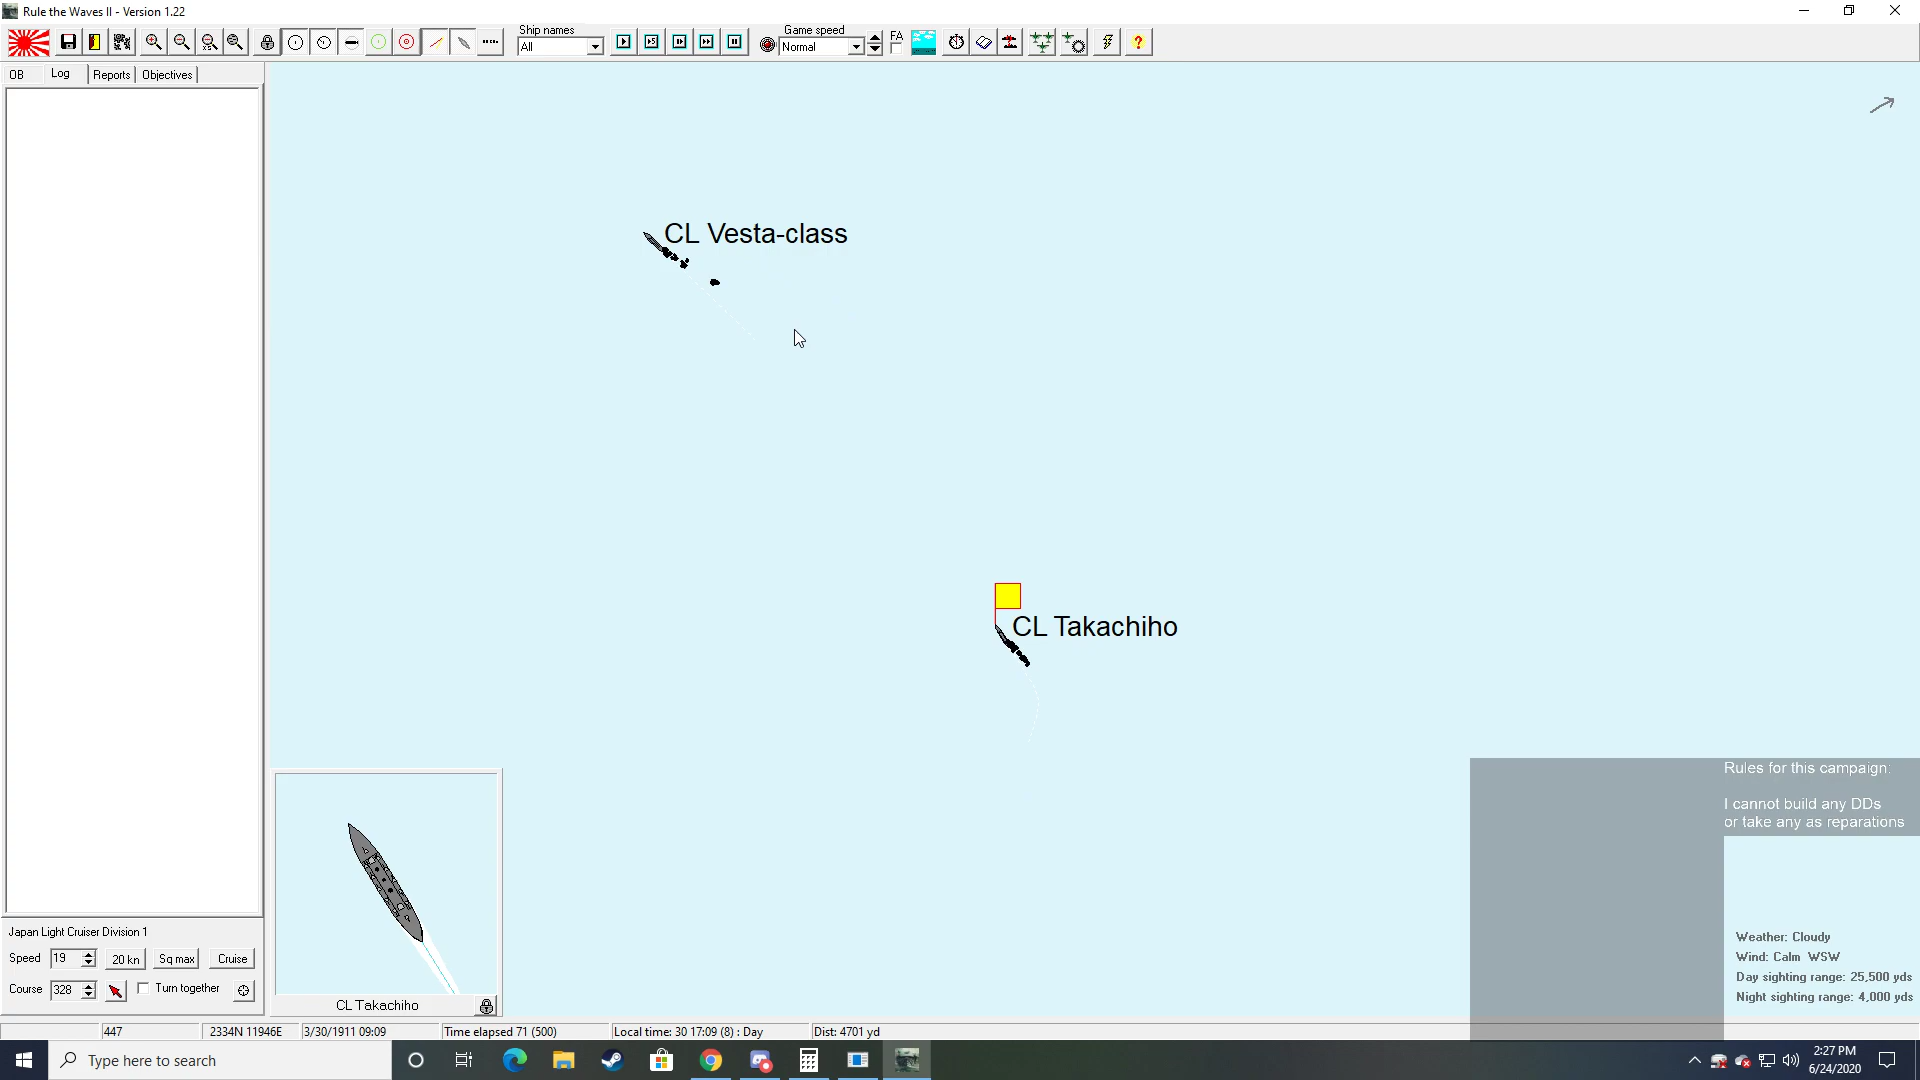 Rule the Waves II - Version 1.22
Ship names
All
Game speed
Normal
FA
OB
Log
Reports
Objectives
CL Vesta-class
CL Takachiho
Rules for this campaign:
I cannot build any DDs
or take any as reparations
Weather: Cloudy
Wind: Calm WSW
Day sighting range: 25,500 yds
Night sighting range: 4,000 yds
Japan Light Cruiser Division 1
Speed 19 20 kn Sq max Cruise
Course 328 Turn together
CL Takachiho
447 2334N 11946E 3/30/1911 09:09 Time elapsed 71 (500) Local time: 30 17:09 (8) : Day Dist: 4701 yd
Type here to search
2:27 PM
6/24/2020